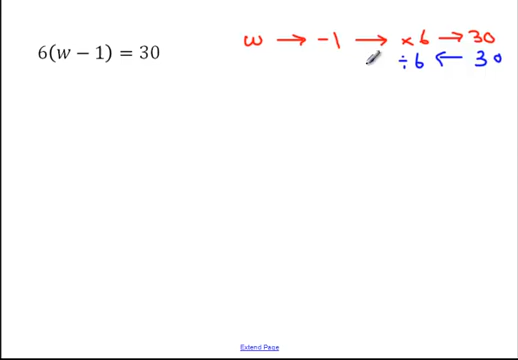 6(w − 1) = 30
w → −1 → × 6 → 30
÷ 6 ← 30
Extend Page